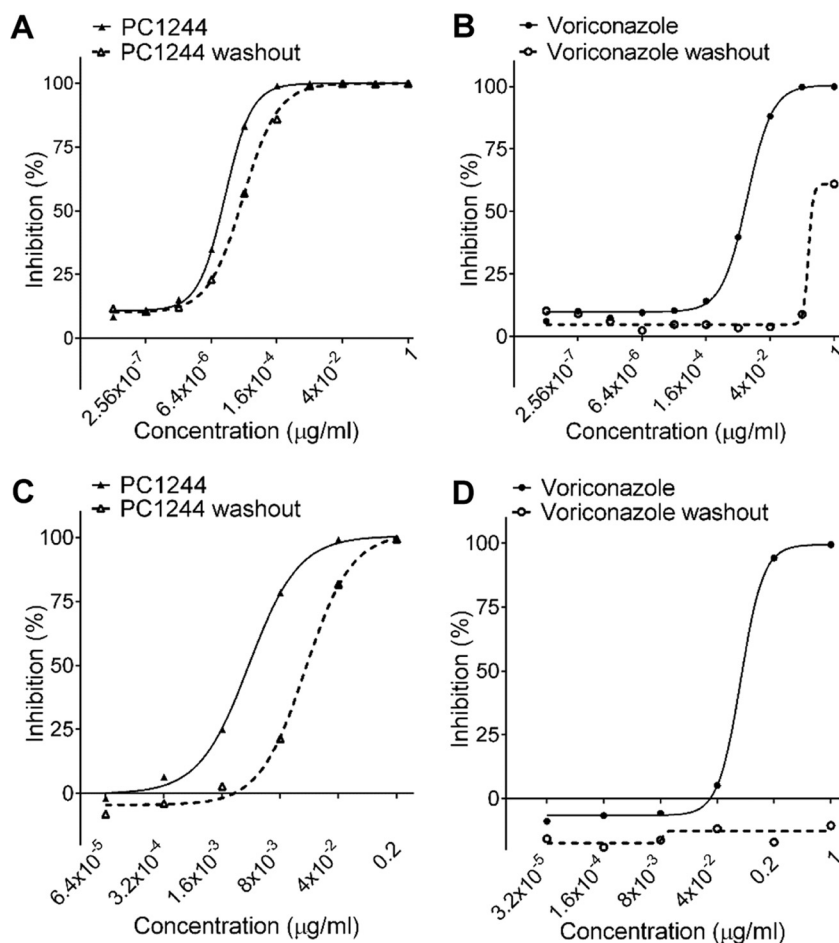 A
PC1244
PC1244 washout
100
75
50
25
0
Inhibition (%)
2.56x10⁻⁷
6.4x10⁻⁶
1.6x10⁻⁴
4x10⁻²
1
Concentration (μg/ml)
B
Voriconazole
Voriconazole washout
100
75
50
25
0
Inhibition (%)
2.56x10⁻⁷
6.4x10⁻⁶
1.6x10⁻⁴
4x10⁻²
1
Concentration (μg/ml)
C
PC1244
PC1244 washout
100
75
50
25
0
Inhibition (%)
6.4x10⁻⁵
3.2x10⁻⁴
1.6x10⁻³
8x10⁻³
4x10⁻²
0.2
Concentration (μg/ml)
D
Voriconazole
Voriconazole washout
100
75
50
25
0
Inhibition (%)
3.2x10⁻⁵
1.6x10⁻⁴
8x10⁻³
4x10⁻²
0.2
1
Concentration (μg/ml)